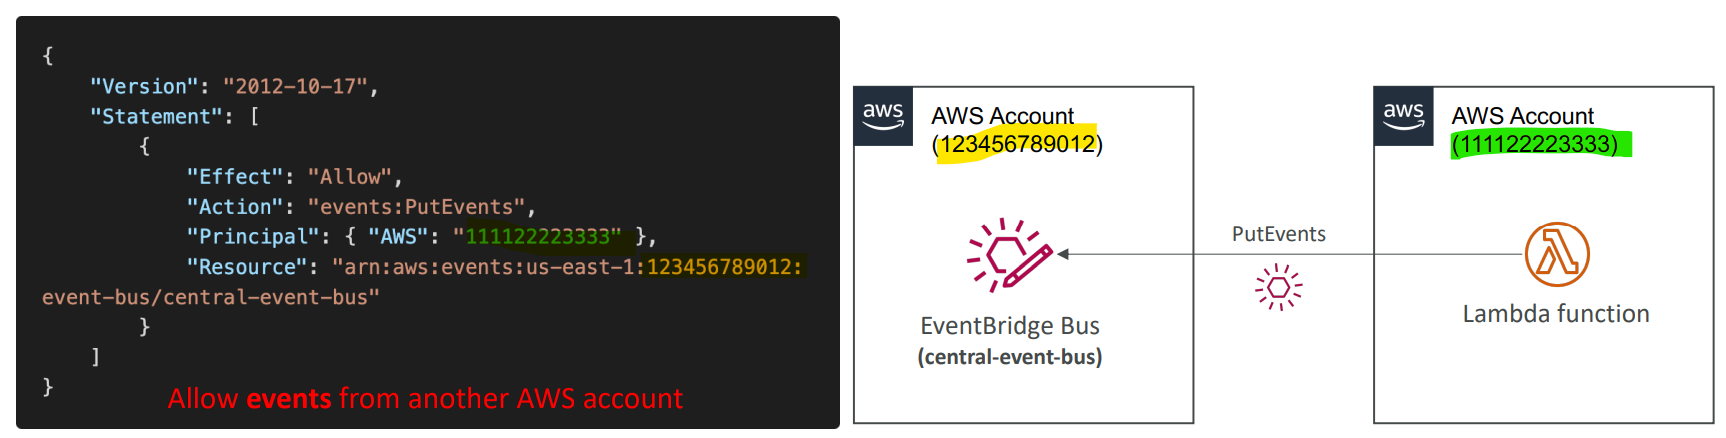 {
"Version": "2012-10-17",
"Statement": [
{
"Effect": "Allow",
"Action": "events:PutEvents",
"Principal": { "AWS": "111122223333" },
"Resource": "arn:aws:events:us-east-1:123456789012:
event-bus/central-event-bus"
}
]
}
Allow events from another AWS account
aws
AWS Account
(123456789012)
EventBridge Bus
(central-event-bus)
PutEvents
aws
AWS Account
(111122223333)
Lambda function